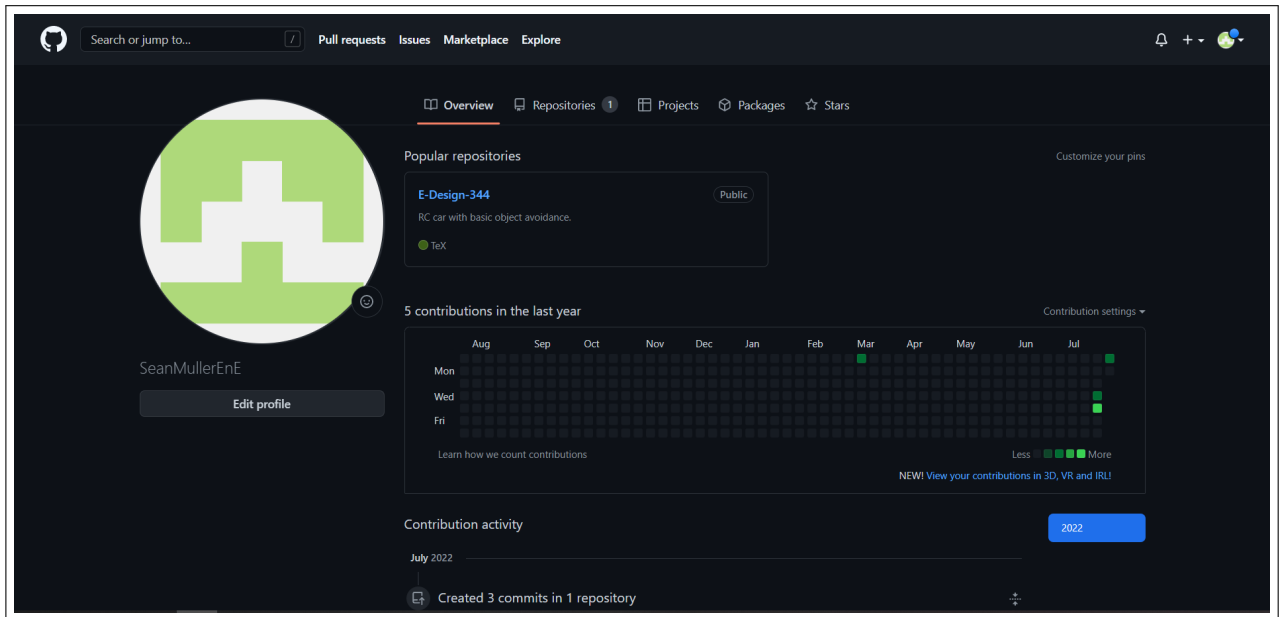 Search or jump to... / Pull requests Issues Marketplace Explore
Overview Repositories 1 Projects Packages Stars
Popular repositories Customize your pins
E-Design-344 Public
RC car with basic object avoidance.
TeX
5 contributions in the last year Contribution settings
Aug Sep Oct Nov Dec Jan Feb Mar Apr May Jun Jul
Mon
Wed
Fri
Learn how we count contributions Less More
NEW! View your contributions in 3D, VR and IRL!
SeanMullerEnE
Edit profile
Contribution activity 2022
July 2022
Created 3 commits in 1 repository